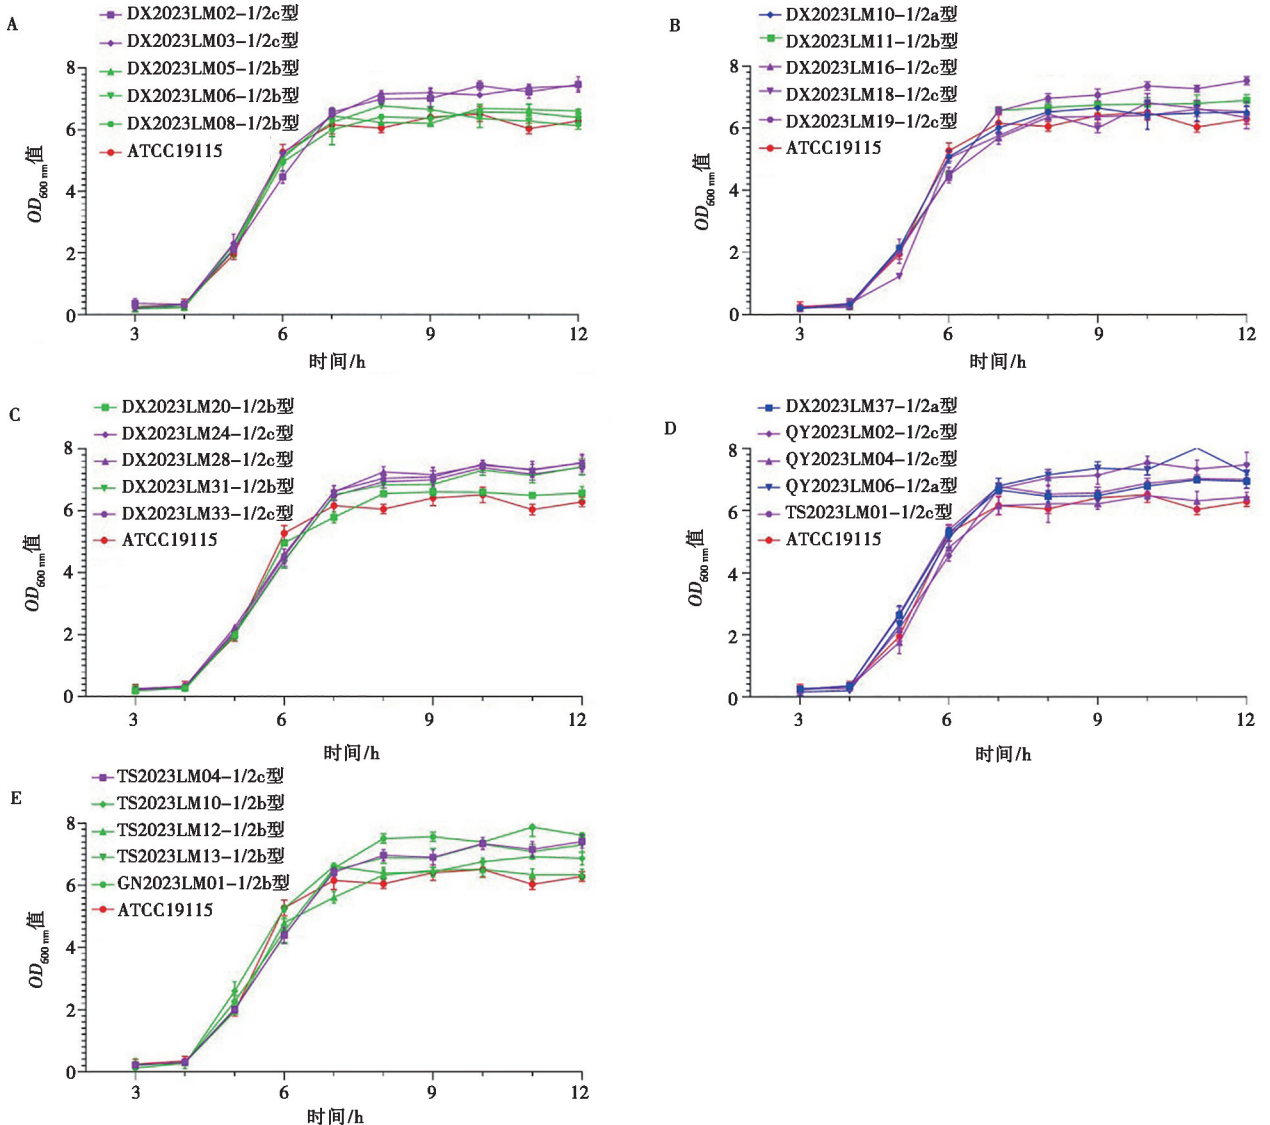 A
DX2023LM02-1/2c型
DX2023LM03-1/2c型
DX2023LM05-1/2b型
DX2023LM06-1/2b型
DX2023LM08-1/2b型
ATCC19115
OD600 nm值
8
6
4
2
0
3 6 9 12
时间/h
B
DX2023LM10-1/2a型
DX2023LM11-1/2b型
DX2023LM16-1/2c型
DX2023LM18-1/2c型
DX2023LM19-1/2c型
ATCC19115
OD600 nm值
8
6
4
2
0
3 6 9 12
时间/h
C
DX2023LM20-1/2b型
DX2023LM24-1/2c型
DX2023LM28-1/2c型
DX2023LM31-1/2b型
DX2023LM33-1/2c型
ATCC19115
OD600 nm值
8
6
4
2
0
3 6 9 12
时间/h
D
DX2023LM37-1/2a型
QY2023LM02-1/2c型
QY2023LM04-1/2c型
QY2023LM06-1/2a型
TS2023LM01-1/2c型
ATCC19115
OD600 nm值
8
6
4
2
0
3 6 9 12
时间/h
E
TS2023LM04-1/2c型
TS2023LM10-1/2b型
TS2023LM12-1/2b型
TS2023LM13-1/2b型
GN2023LM01-1/2b型
ATCC19115
OD600 nm值
8
6
4
2
0
3 6 9 12
时间/h